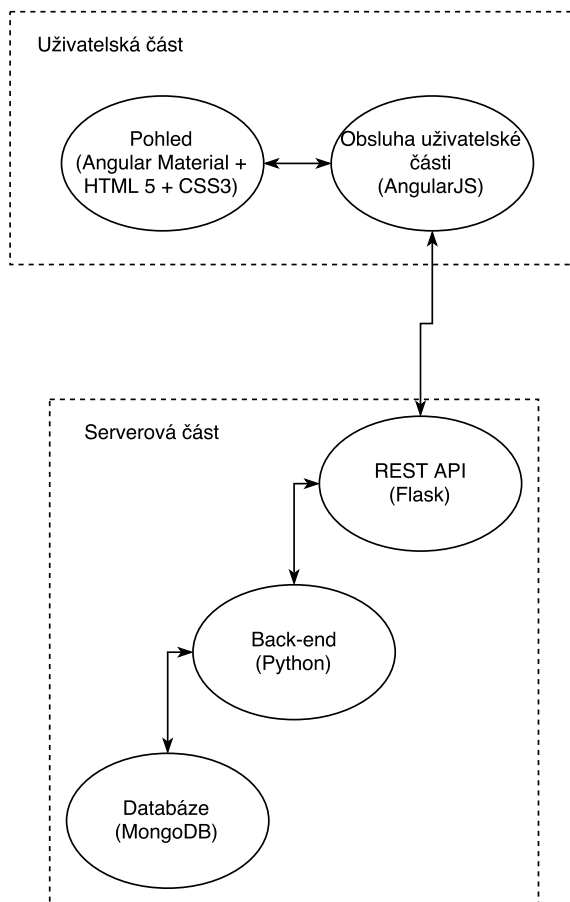 Uživatelská část
Pohled
(Angular Material +
HTML 5 + CSS3)
Obsluha uživatelské
části
(AngularJS)
Serverová část
REST API
(Flask)
Back-end
(Python)
Databáze
(MongoDB)